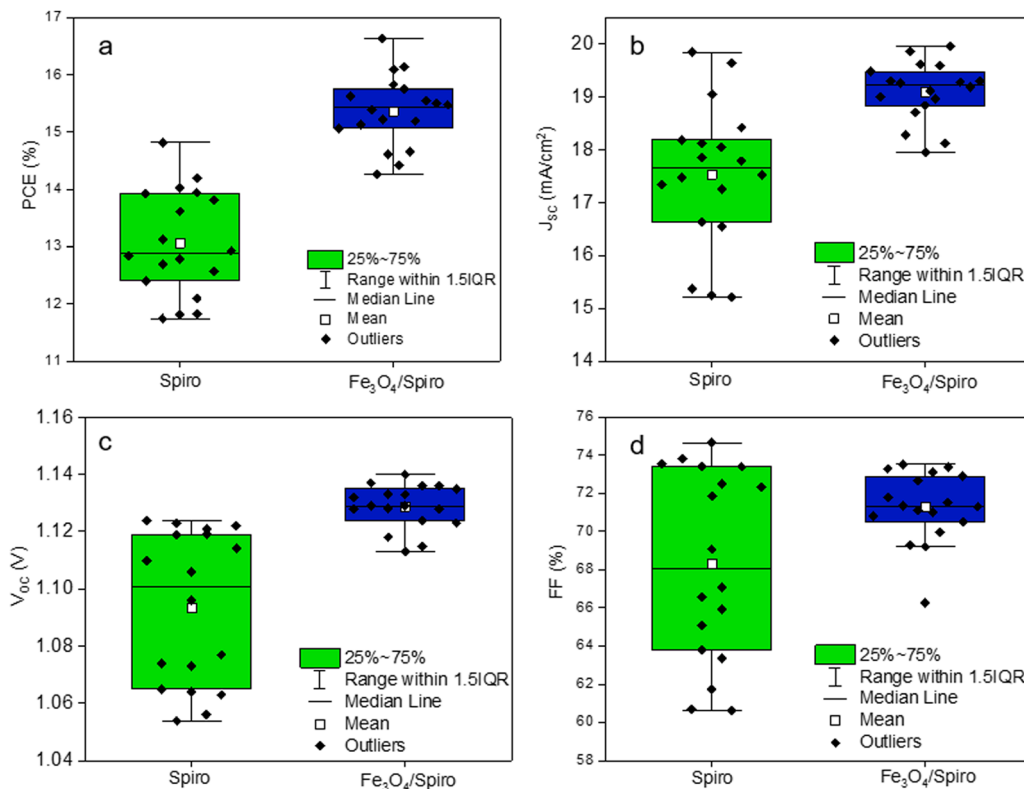 a
17
16
15
14
13
12
11
PCE (%)
25%~75%
Range within 1.5IQR
Median Line
Mean
Outliers
Spiro
Fe₃O₄/Spiro
b
20
19
18
17
16
15
14
J_SC (mA/cm²)
25%~75%
Range within 1.5IQR
Median Line
Mean
Outliers
Spiro
Fe₃O₄/Spiro
c
1.16
1.14
1.12
1.10
1.08
1.06
1.04
V_OC (V)
25%~75%
Range within 1.5IQR
Median Line
Mean
Outliers
Spiro
Fe₃O₄/Spiro
d
76
74
72
70
68
66
64
62
60
58
FF (%)
25%~75%
Range within 1.5IQR
Median Line
Mean
Outliers
Spiro
Fe₃O₄/Spiro